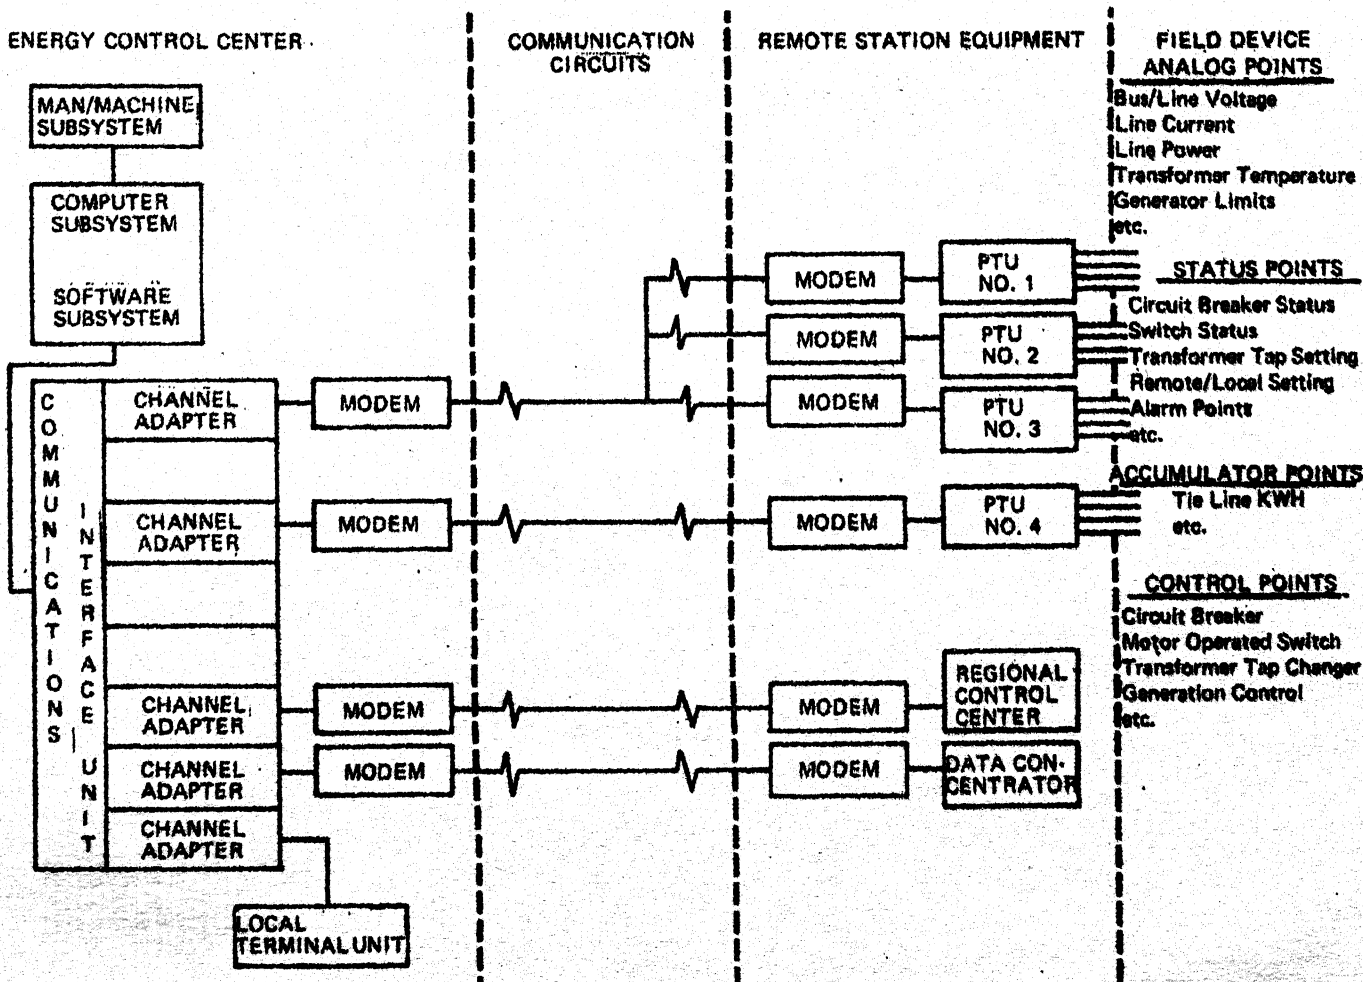 ENERGY CONTROL CENTER
COMMUNICATION
CIRCUITS
REMOTE STATION EQUIPMENT
FIELD DEVICE
ANALOG POINTS
Bus/Line Voltage
Line Current
Line Power
Transformer Temperature
Generator Limits
etc.
STATUS POINTS
Circuit Breaker Status
Switch Status
Transformer Tap Setting
Remote/Local Setting
Alarm Points
etc.
ACCUMULATOR POINTS
Tie Line KWH
etc.
CONTROL POINTS
Circuit Breaker
Motor Operated Switch
Transformer Tap Changer
Generation Control
etc.
MAN/MACHINE
SUBSYSTEM
COMPUTER
SUBSYSTEM
SOFTWARE
SUBSYSTEM
COMMUNICATIONS
INTERFACE UNIT
CHANNEL
ADAPTER
MODEM
CHANNEL
ADAPTER
MODEM
CHANNEL
ADAPTER
MODEM
CHANNEL
ADAPTER
MODEM
CHANNEL
ADAPTER
LOCAL
TERMINAL UNIT
MODEM
PTU
NO. 1
MODEM
PTU
NO. 2
MODEM
PTU
NO. 3
MODEM
PTU
NO. 4
MODEM
REGIONAL
CONTROL
CENTER
MODEM
DATA CON-
CENTRATOR